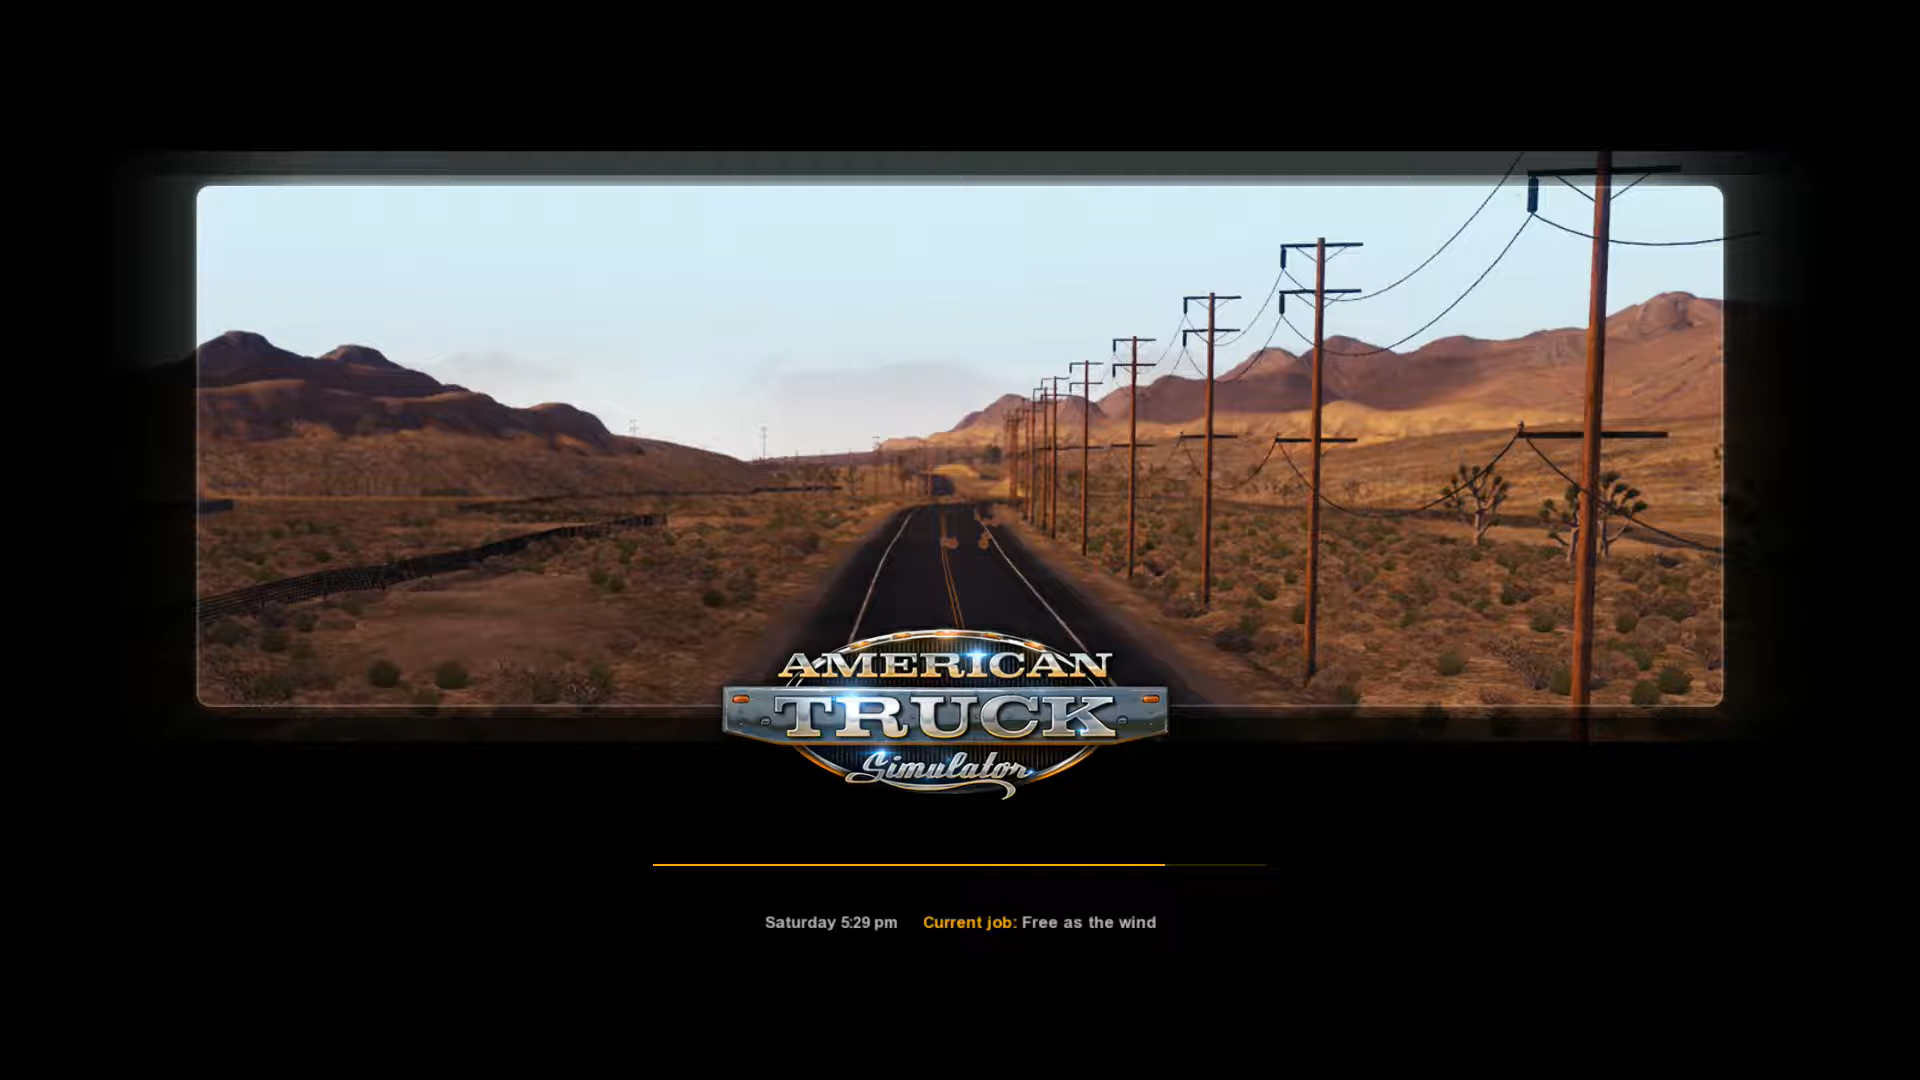 AMERICAN
TRUCK
Simulator
Saturday 5:29 pm Current job: Free as the wind